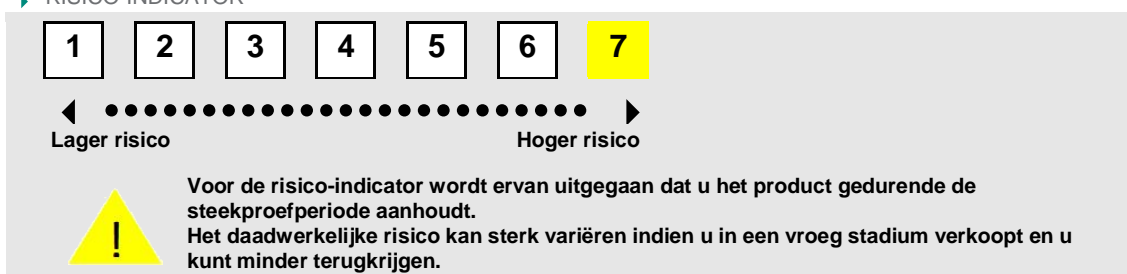 RISICO-INDICATOR
1 2 3 4 5 6 7
Lager risico Hoger risico
Voor de risico-indicator wordt ervan uitgegaan dat u het product gedurende de
steekproefperiode aanhoudt.
! Het daadwerkelijke risico kan sterk variëren indien u in een vroeg stadium verkoopt en u
kunt minder terugkrijgen.